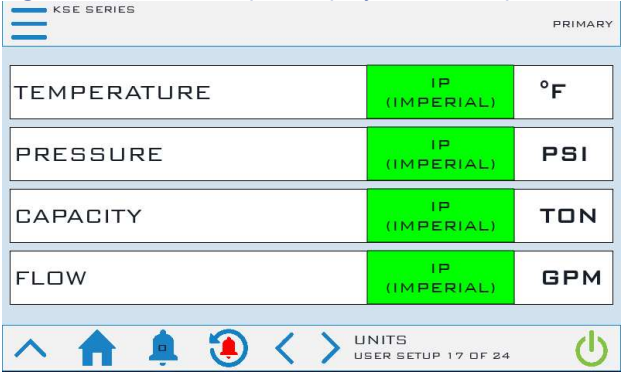 KSE SERIES
PRIMARY
TEMPERATURE
IP
(IMPERIAL)
°F
PRESSURE
IP
(IMPERIAL)
PSI
CAPACITY
IP
(IMPERIAL)
TON
FLOW
IP
(IMPERIAL)
GPM
0
UNITS
USER SETUP 17 OF 24